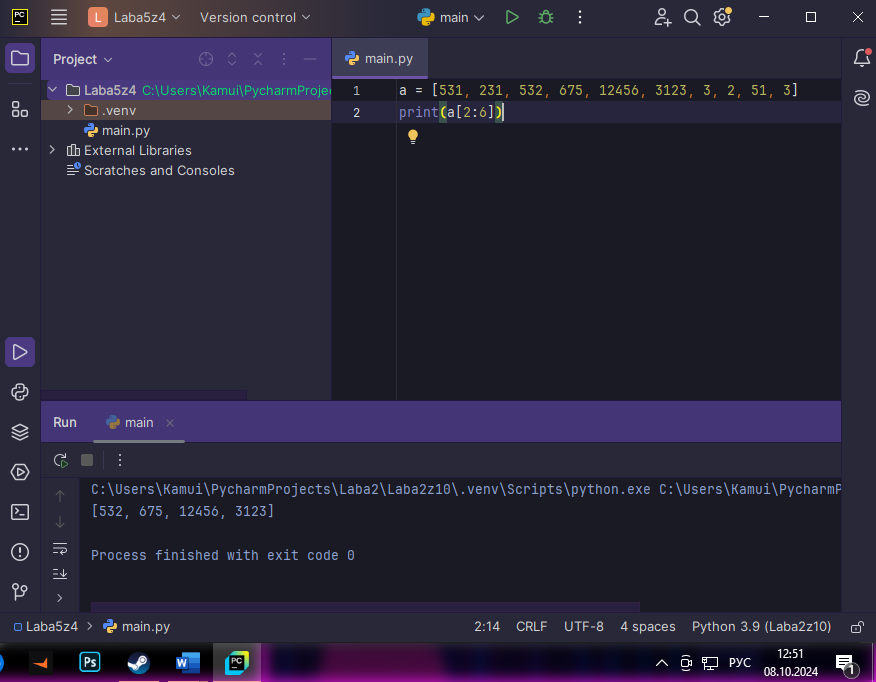 PC
L Laba5z4 Version control main
Project
main.py
Laba5z4 C:\Users\Kamui\PycharmProje
.venv
main.py
External Libraries
Scratches and Consoles
1 a = [531, 231, 532, 675, 12456, 3123, 3, 2, 51, 3]
2 print(a[2:6])
Run main
C:\Users\Kamui\PycharmProjects\Laba2\Laba2z10\.venv\Scripts\python.exe C:\Users\Kamui\PycharmP
[532, 675, 12456, 3123]
Process finished with exit code 0
Laba5z4 main.py 2:14 CRLF UTF-8 4 spaces Python 3.9 (Laba2z10)
Ps W PC РУС 12:51
08.10.2024 1